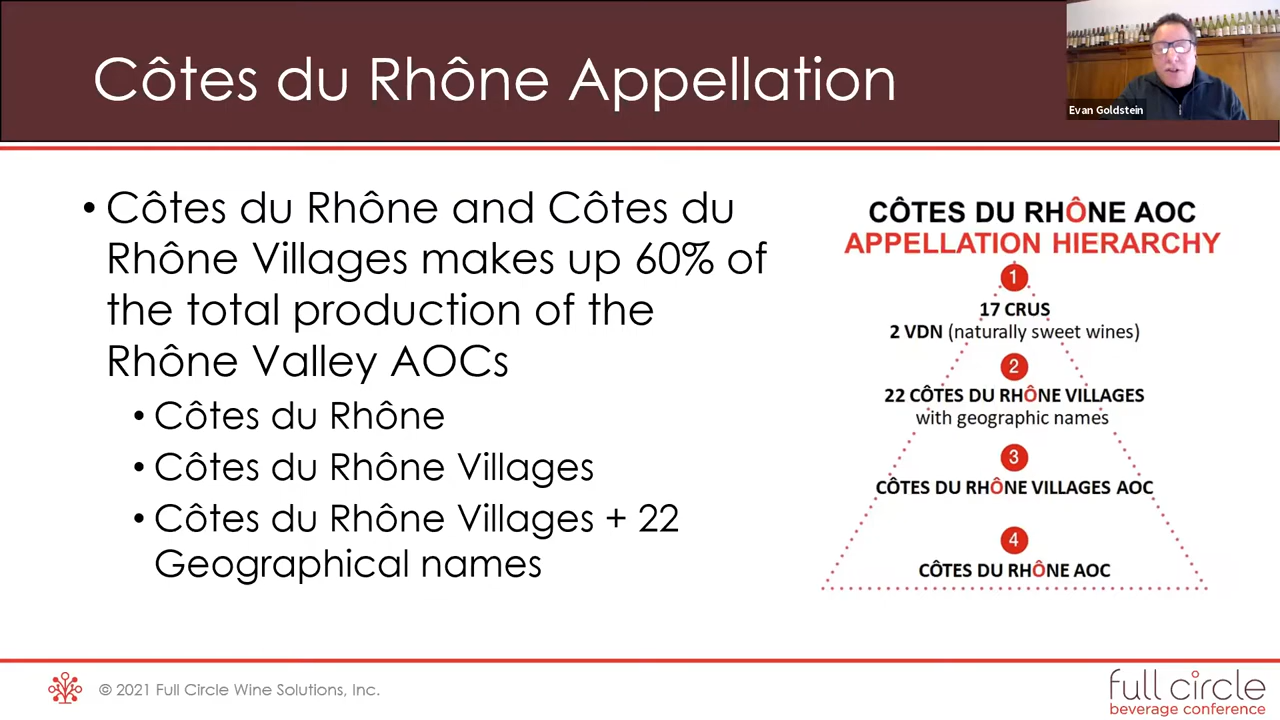 Côtes du Rhône Appellation
Evan Goldstein
• Côtes du Rhône and Côtes du
Rhône Villages makes up 60% of
the total production of the
Rhône Valley AOCs
• Côtes du Rhône
• Côtes du Rhône Villages
• Côtes du Rhône Villages + 22
Geographical names
CÔTES DU RHÔNE AOC
APPELLATION HIERARCHY
1
17 CRUS
2 VDN (naturally sweet wines)
2
22 CÔTES DU RHÔNE VILLAGES
with geographic names
3
CÔTES DU RHÔNE VILLAGES AOC
4
CÔTES DU RHÔNE AOC
© 2021 Full Circle Wine Solutions, Inc.
full circle
beverage conference